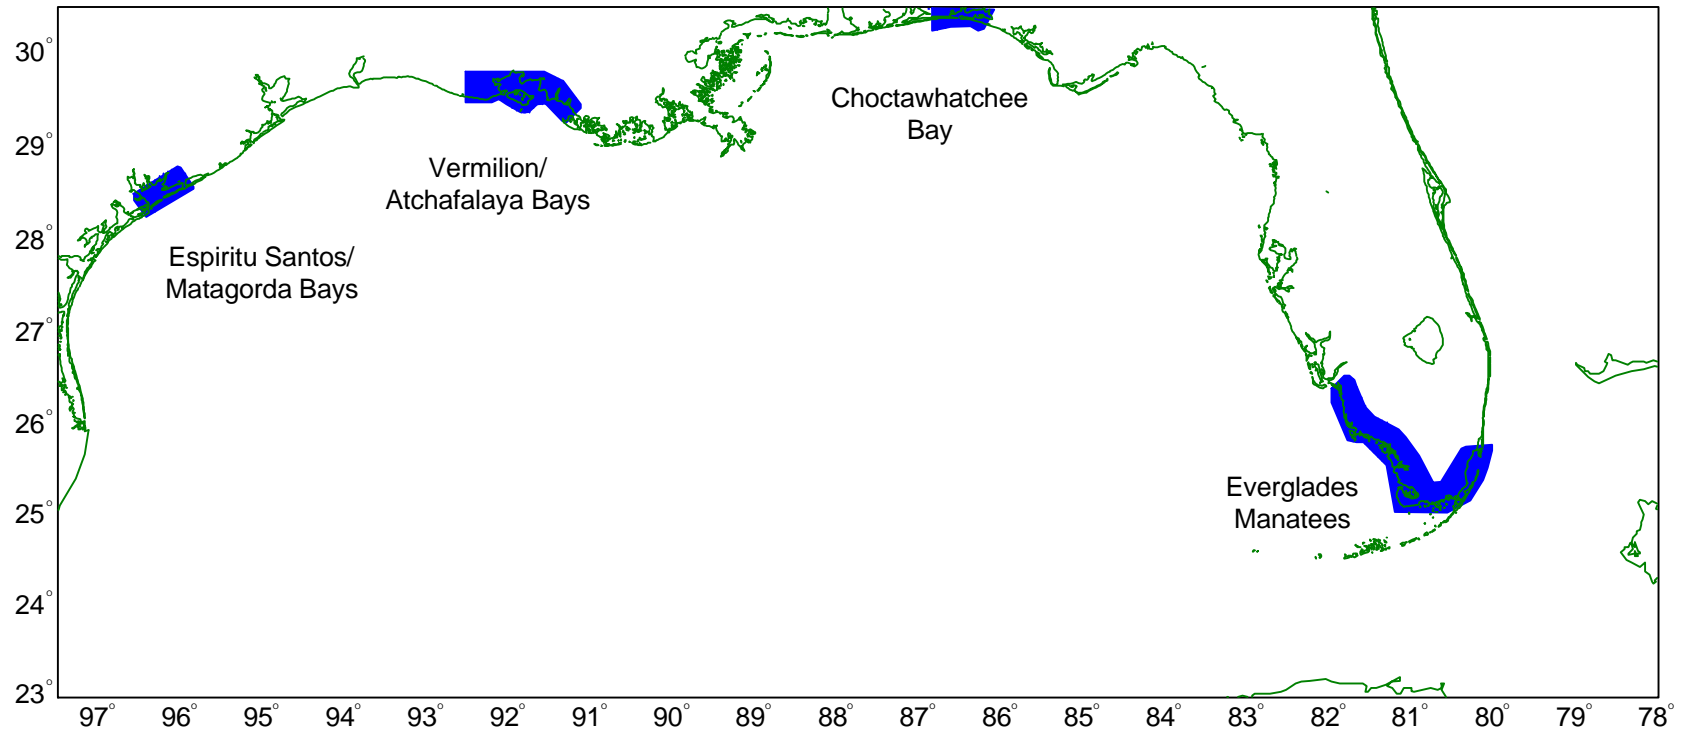 30°
29°
28°
27°
26°
25°
24°
23°
Choctawhatchee
Bay
Vermilion/
Atchafalaya Bays
Espiritu Santos/
Matagorda Bays
Everglades
Manatees
97° 96° 95° 94° 93° 92° 91° 90° 89° 88° 87° 86° 85° 84° 83° 82° 81° 80° 79° 78°